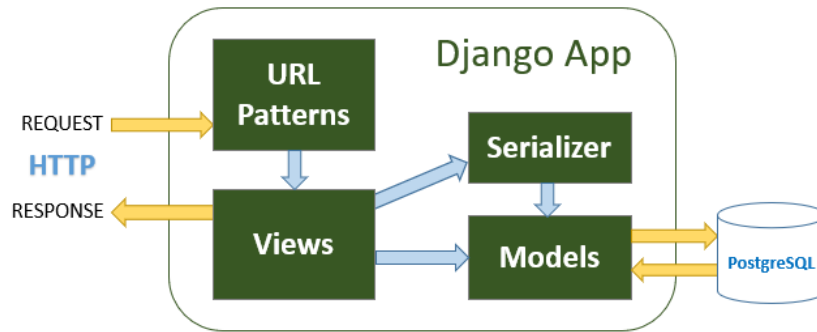 Django App
URL
Patterns
REQUEST
HTTP
RESPONSE
Views
Serializer
Models
PostgreSQL